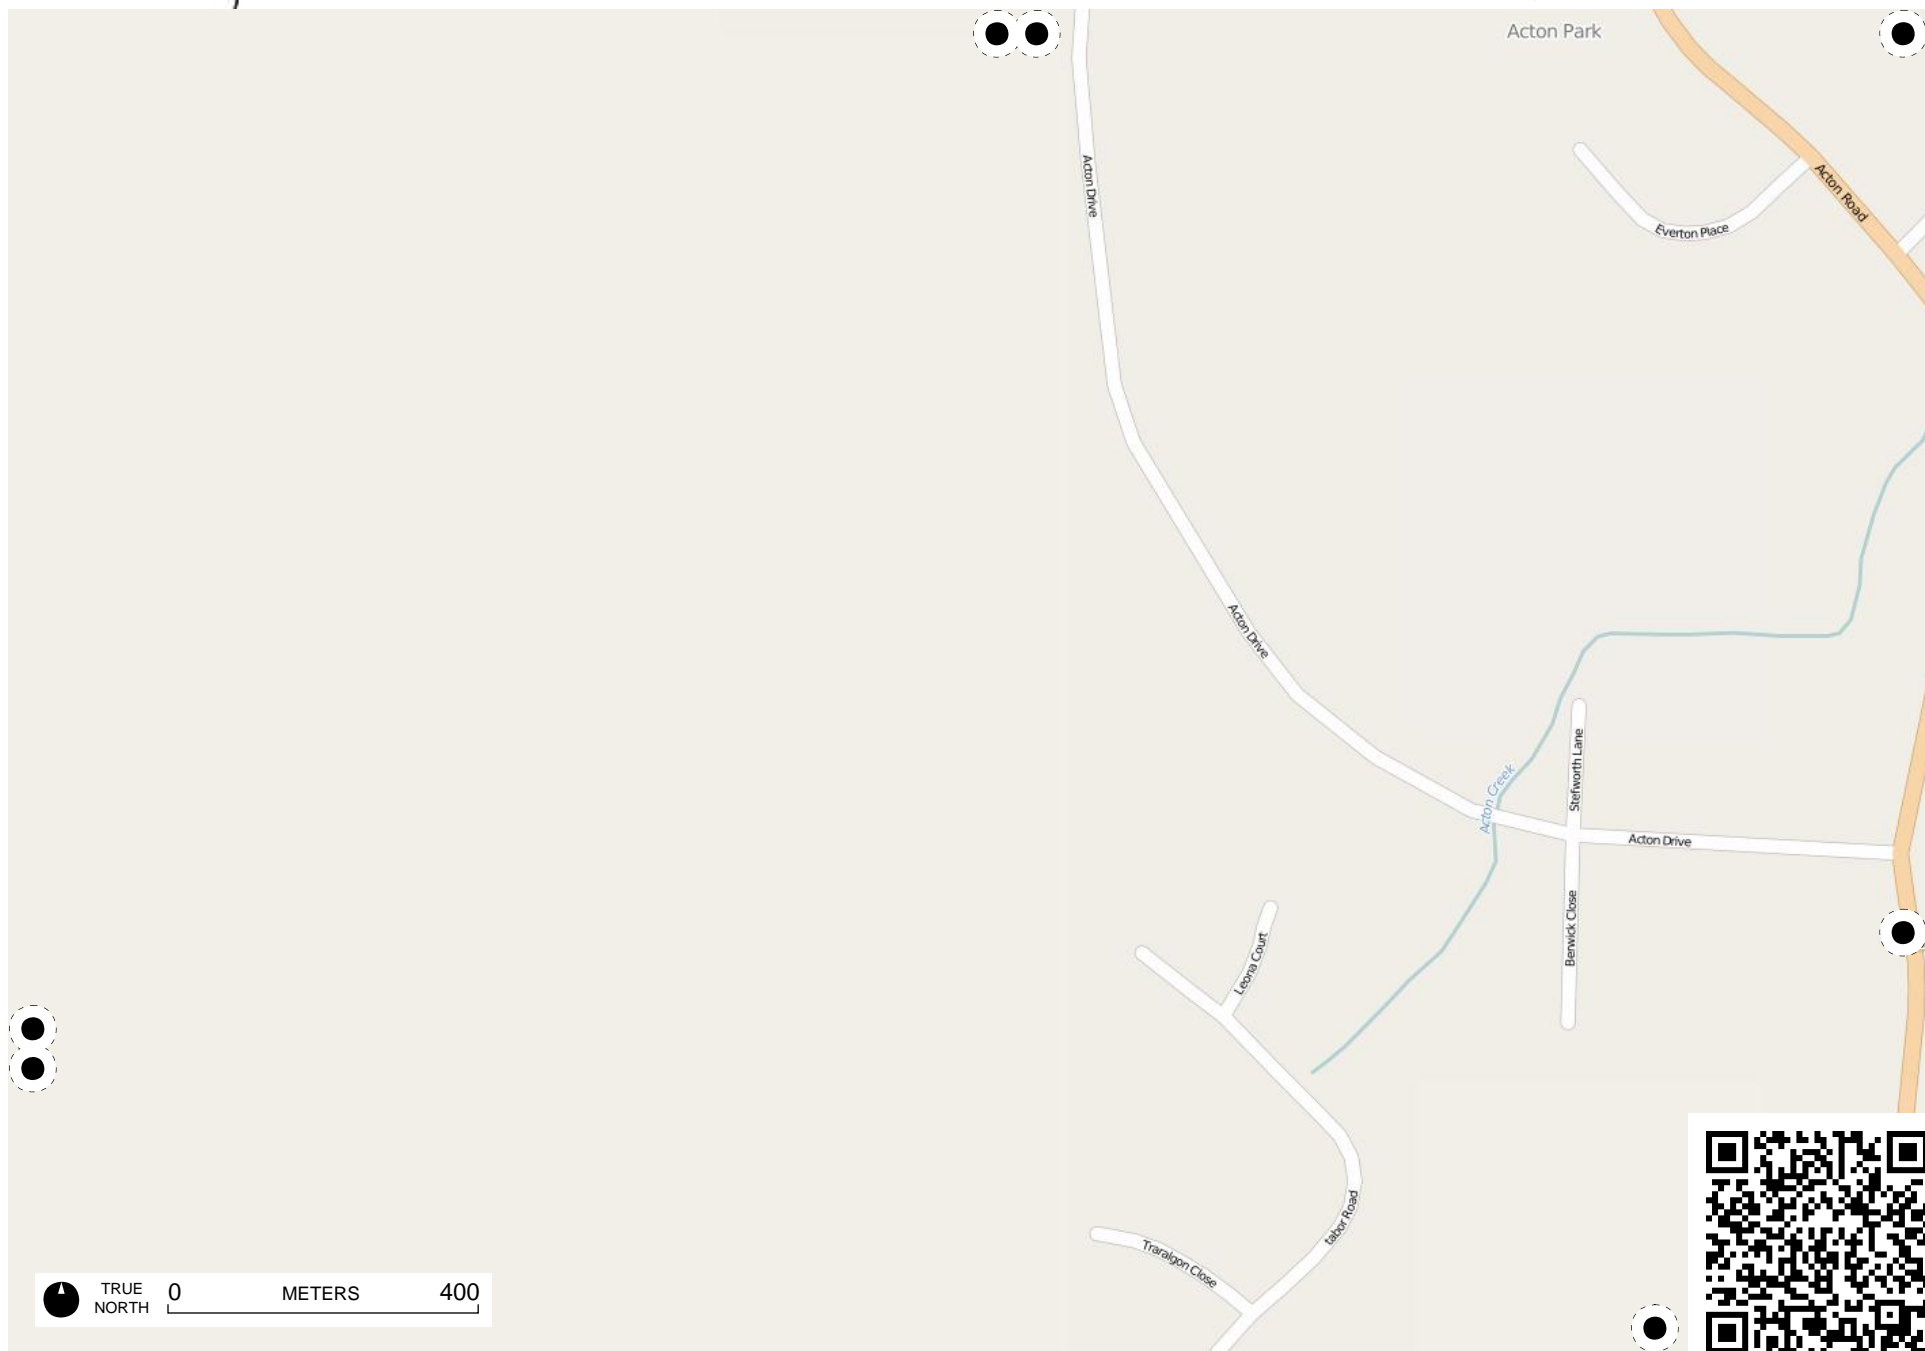 Acton Park
Acton Drive
Acton Road
Everton Place
Acton Drive
Stefworth Lane
Acton Creek
Acton Drive
Berwick Close
Leona Court
tabor Road
Traralgon Close
TRUE
NORTH
0 METERS 400